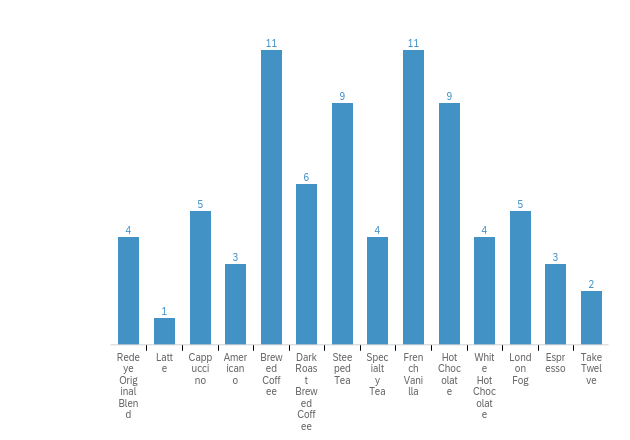 4
1
5
3
11
6
9
4
11
9
4
5
3
2
Rede
ye
Orig
inal
Blen
d
Latt
e
Capp
ucci
no
Amer
ican
o
Brew
ed
Coff
ee
Dark
Roas
t
Brew
ed
Coff
ee
Stee
ped
Tea
Spec
ialt
y
Tea
Fren
ch
Vani
lla
Hot
Choc
olat
e
Whit
e
Hot
Choc
olat
e
Lond
on
Fog
Espr
esso
Take
Twel
ve